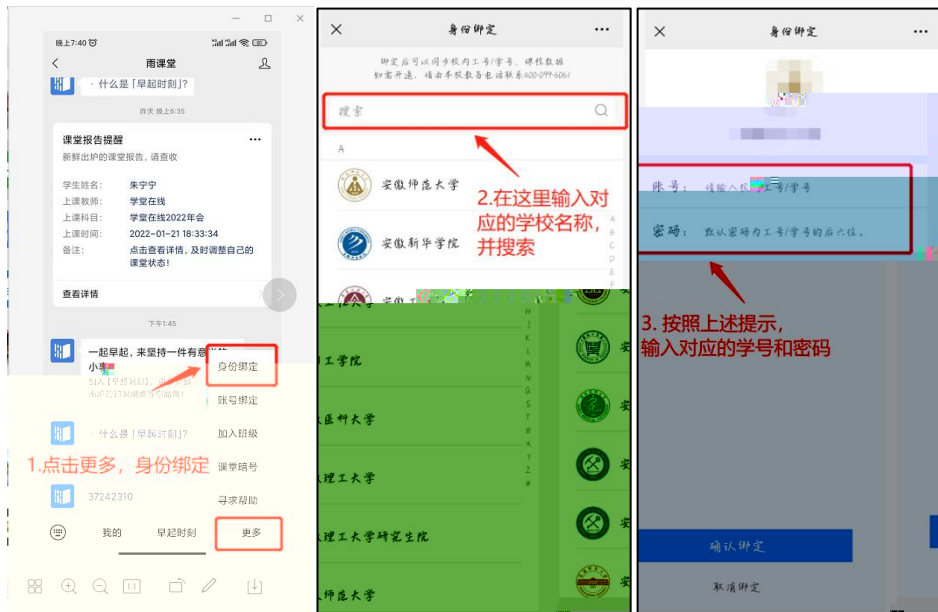 晚上7:40
雨课堂
· 什么是「早起时刻」?
昨天 晚上6:35
课堂报告提醒
新鲜出炉的课堂报告，请查收
学生姓名： 朱宁宁
上课教师： 学堂在线
上课科目： 学堂在线2022年会
上课时间： 2022-01-21 18:33:34
备注： 点击查看详情，及时调整自己的
课堂状态！
查看详情
下午1:45
一起早起，来坚持一件有意
小事
· 什么是「早起时刻」?
37242310
身份绑定
账号绑定
加入班级
课堂暗号
寻求帮助
1.点击更多，身份绑定
我的
早起时刻
更多
1:1
身份绑定
绑定后可以同步校内工号/学号、课程数据
如需开通，请由本校教务电话联系400-099-6061
搜索
A
安徽师范大学
安徽新华学院
2.在这里输入对
应的学校名称，
并搜索
工学院
医科大学
理工大学
理工大学研究生院
师范大学
A
B
C
D
E
F
H
I
J
K
L
M
N
Q
S
T
W
X
Y
Z
#
身份绑定
账号： 请输入 工号/学号
密码： 默认密码为工号/学号的后六位。
3. 按照上述提示，
输入对应的学号和密码
确认绑定
取消绑定